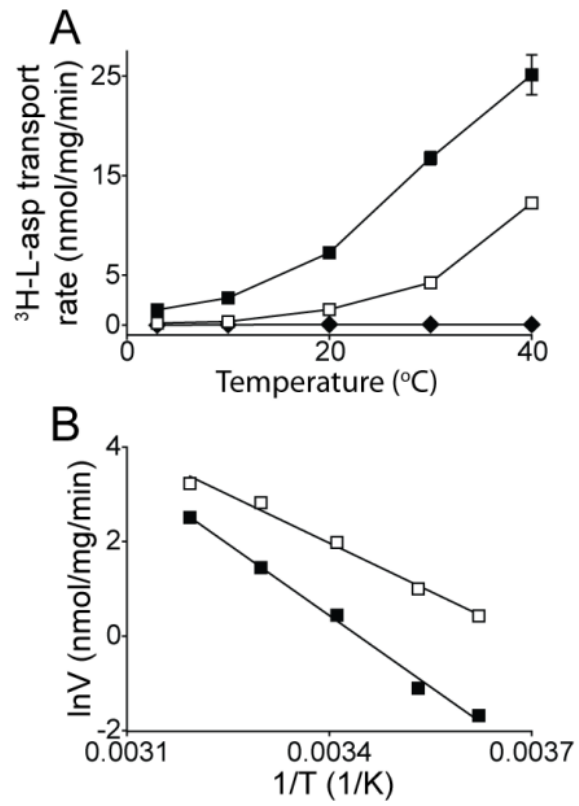 A
³H-L-asp transport
rate (nmol/mg/min)
25
15
5
0
0
20
40
Temperature (°C)
B
lnV (nmol/mg/min)
4
2
0
-2
0.0031
0.0034
0.0037
1/T (1/K)